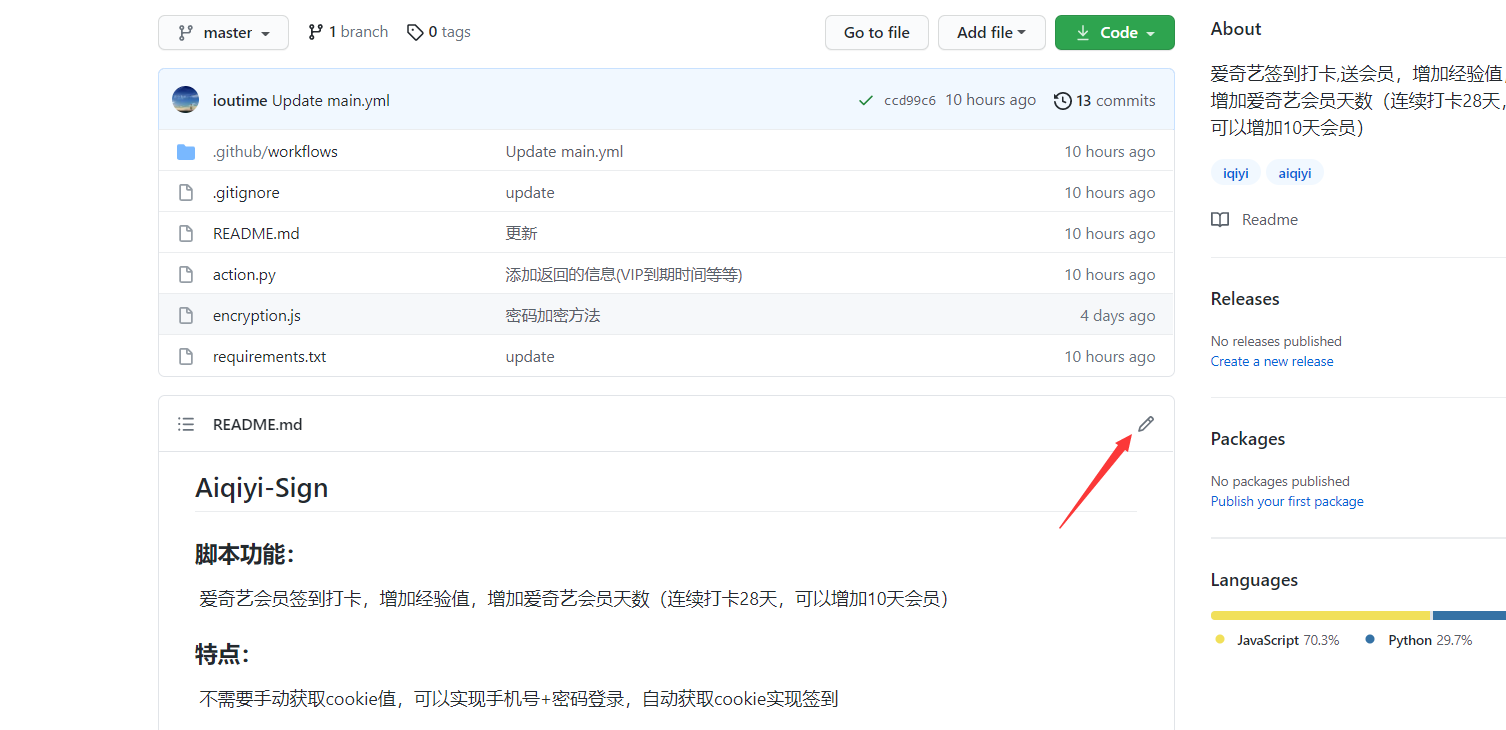 master 1 branch 0 tags Go to file Add file Code
ioutime Update main.yml ccd99c6 10 hours ago 13 commits
.github/workflows Update main.yml 10 hours ago
.gitignore update 10 hours ago
README.md 更新 10 hours ago
action.py 添加返回的信息(VIP到期时间等等) 10 hours ago
encryption.js 密码加密方法 4 days ago
requirements.txt update 10 hours ago
README.md
Aiqiyi-Sign
脚本功能：
爱奇艺会员签到打卡，增加经验值，增加爱奇艺会员天数（连续打卡28天，可以增加10天会员）
特点：
不需要手动获取cookie值，可以实现手机号+密码登录，自动获取cookie实现签到
About
爱奇艺签到打卡,送会员，增加经验值，
增加爱奇艺会员天数（连续打卡28天，
可以增加10天会员）
iqiyi aiqiyi
Readme
Releases
No releases published
Create a new release
Packages
No packages published
Publish your first package
Languages
JavaScript 70.3% Python 29.7%